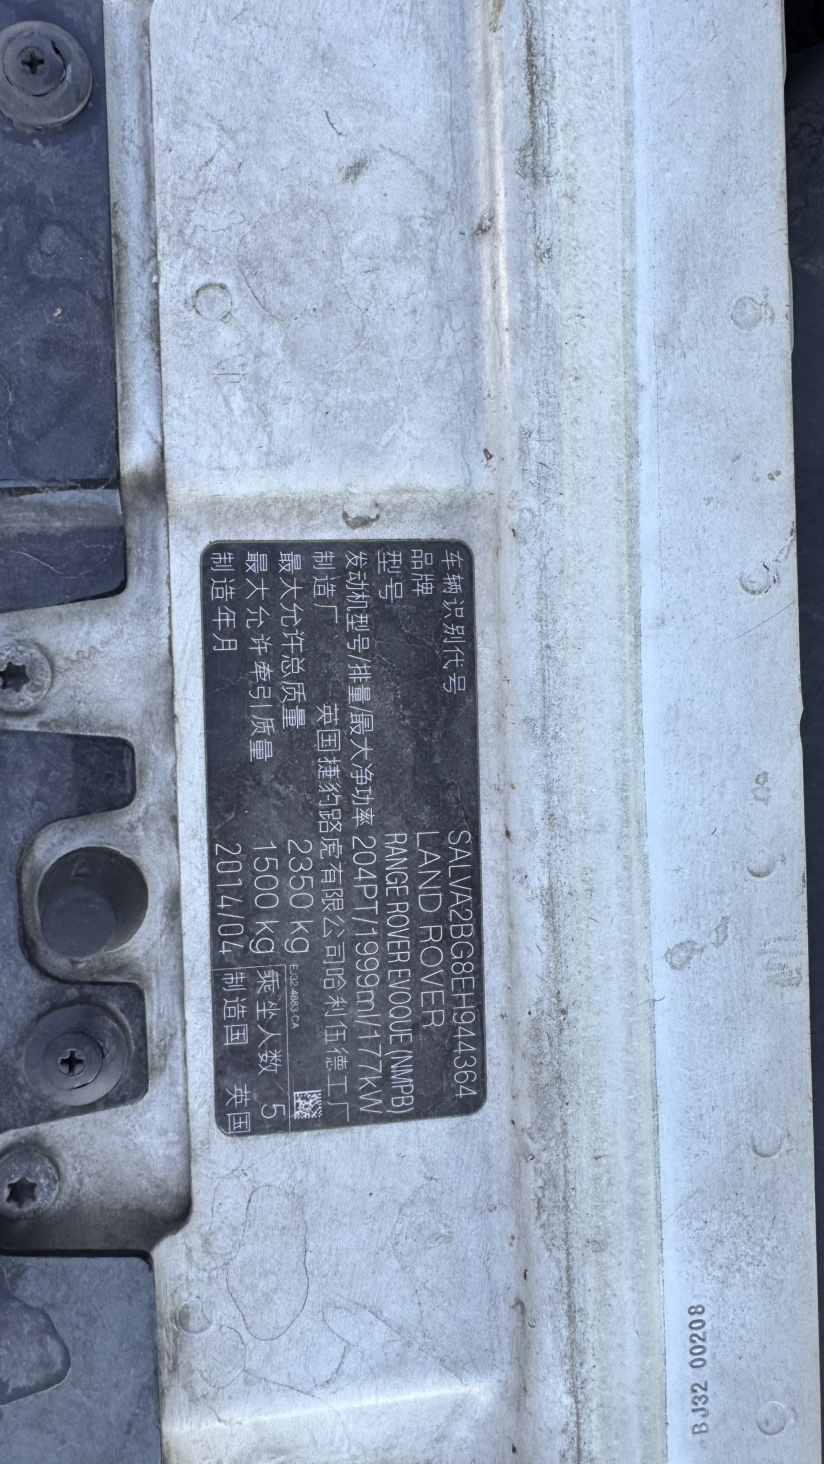 车辆识别代号 SALVA2BG8EH944364
品牌 LAND ROVER
型号 RANGE ROVER EVOQUE (NMPB)
发动机型号/排量/最大净功率 204PT/1999ml/177kW
制造厂 英国捷豹路虎有限公司哈利伍德工厂
最大允许总质量 2350 kg
EJ32-4883-CA
最大允许牵引质量 1500 kg 乘坐人数 5
制造年月 2014/04 制造国 英国
BJ32 00208